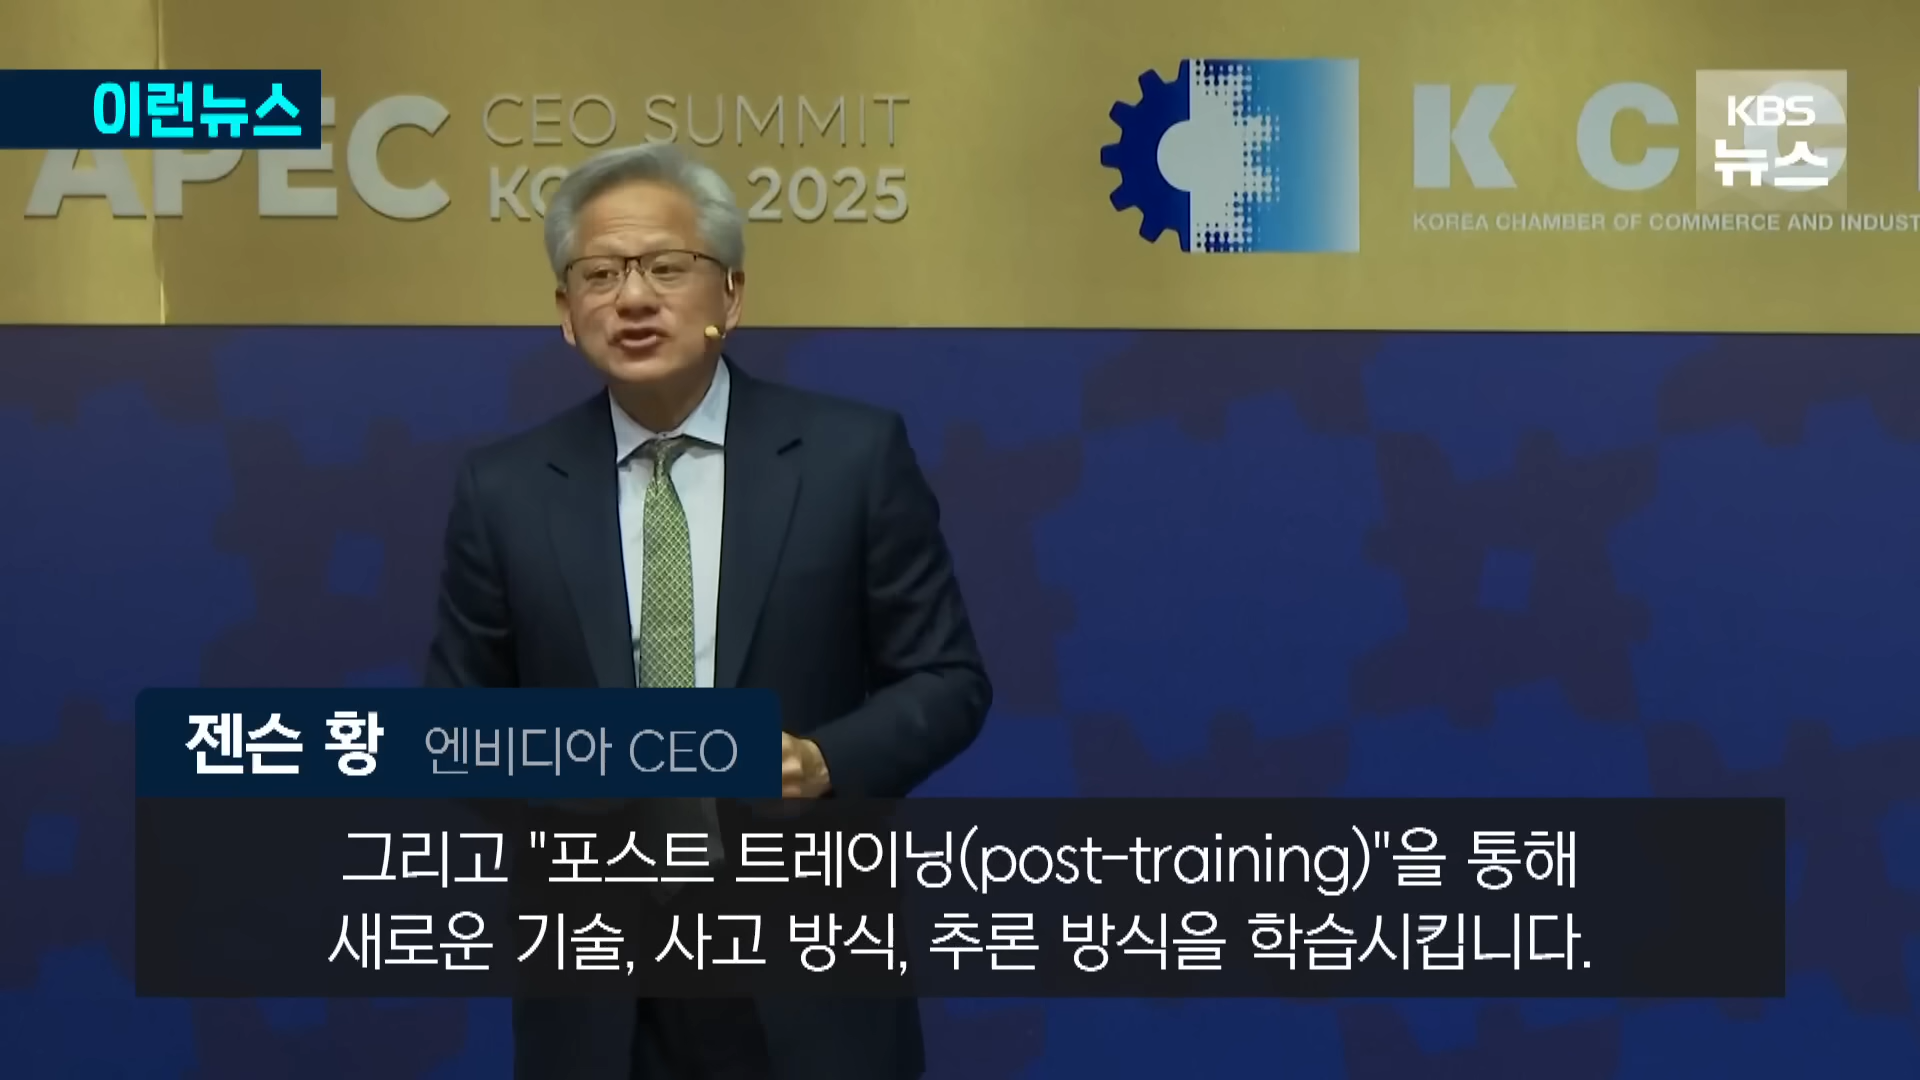 이런뉴스
APEC
CEO SUMMIT
2025
KBS
뉴스
K C C
KOREA CHAMBER OF COMMERCE AND
젠슨 황 엔비디아 CEO
그리고 "포스트 트레이닝(post-training)"을 통해
새로운 기술, 사고 방식, 추론 방식을 학습시킵니다.